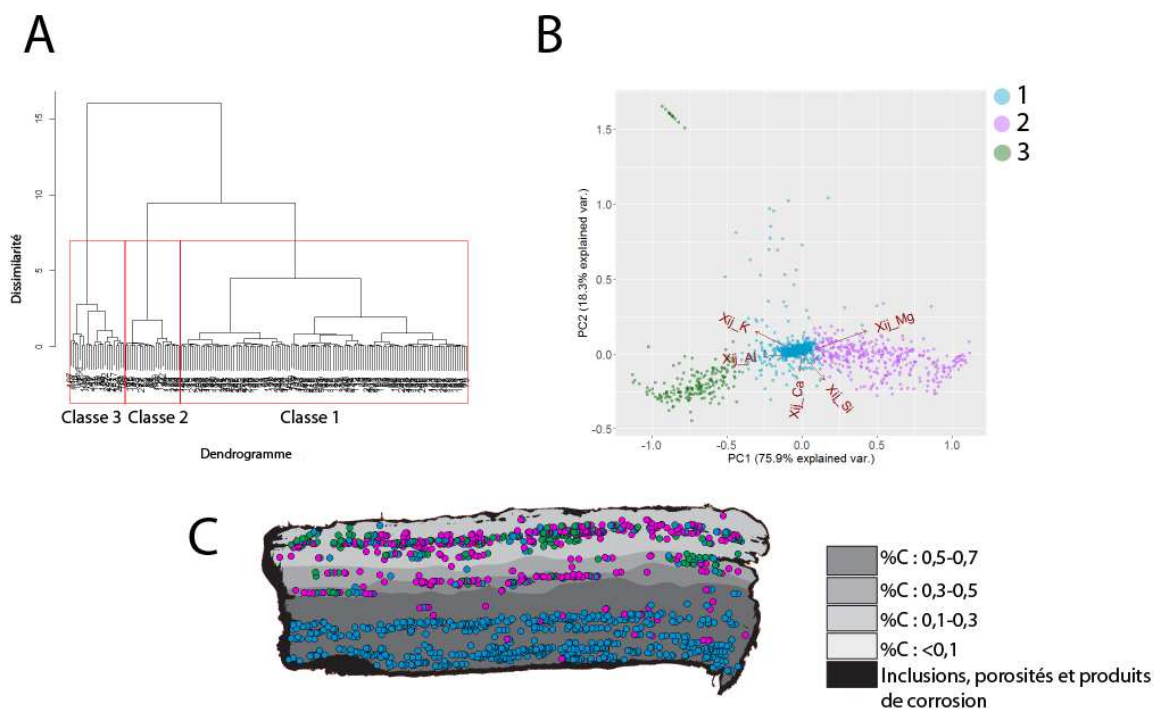 A
B
Dissimilarité
15
10
5
0
Classe 3
Classe 2
Classe 1
Dendrogramme
PC2 (18.3% explained var.)
1.5
1.0
0.5
0.0
-0.5
-1.0
-0.5
0.0
0.5
1.0
PC1 (75.9% explained var.)
Xij_K
Xij_Mg
Xij_Al
Xij_Ca
Xij_Si
1
2
3
C
%C : 0,5-0,7
%C : 0,3-0,5
%C : 0,1-0,3
%C : <0,1
Inclusions, porosités et produits
de corrosion